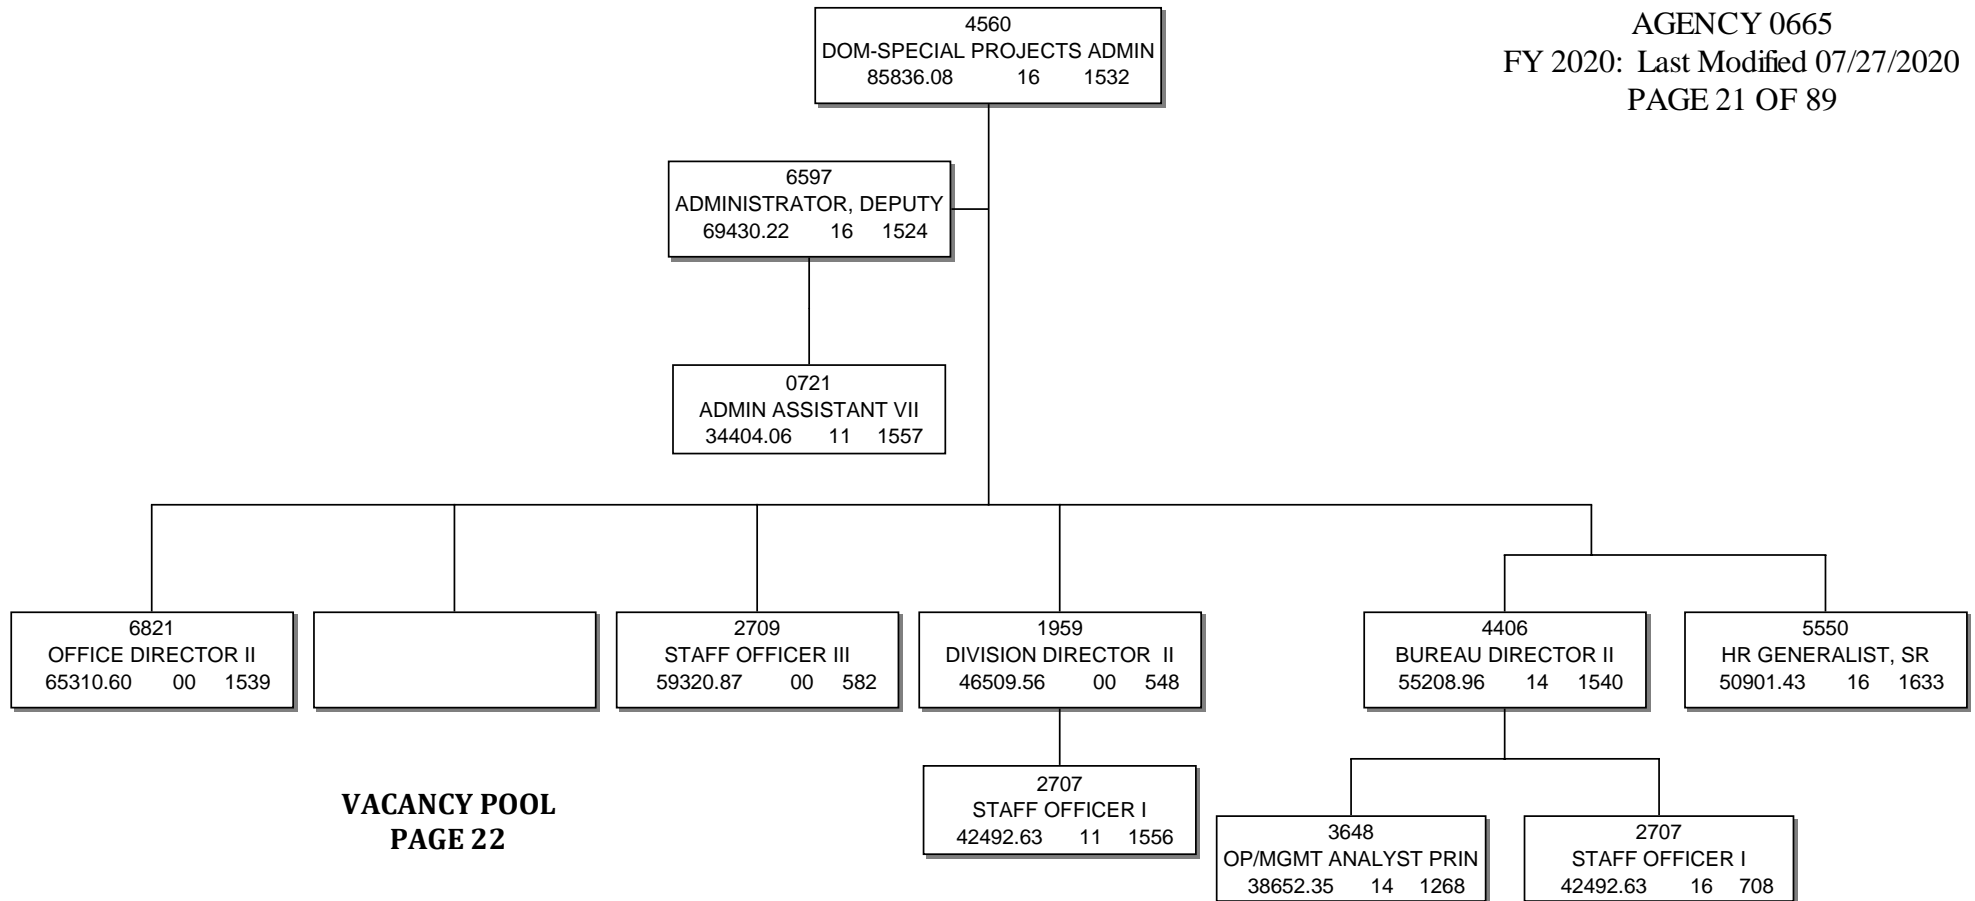 AGENCY 0665
FY 2020: Last Modified 07/27/2020
PAGE 21 OF 89
4560
DOM-SPECIAL PROJECTS ADMIN
85836.08 16 1532
6597
ADMINISTRATOR, DEPUTY
69430.22 16 1524
0721
ADMIN ASSISTANT VII
34404.06 11 1557
6821
OFFICE DIRECTOR II
65310.60 00 1539
2709
STAFF OFFICER III
59320.87 00 582
1959
DIVISION DIRECTOR II
46509.56 00 548
4406
BUREAU DIRECTOR II
55208.96 14 1540
5550
HR GENERALIST, SR
50901.43 16 1633
VACANCY POOL
PAGE 22
2707
STAFF OFFICER I
42492.63 11 1556
3648
OP/MGMT ANALYST PRIN
38652.35 14 1268
2707
STAFF OFFICER I
42492.63 16 708